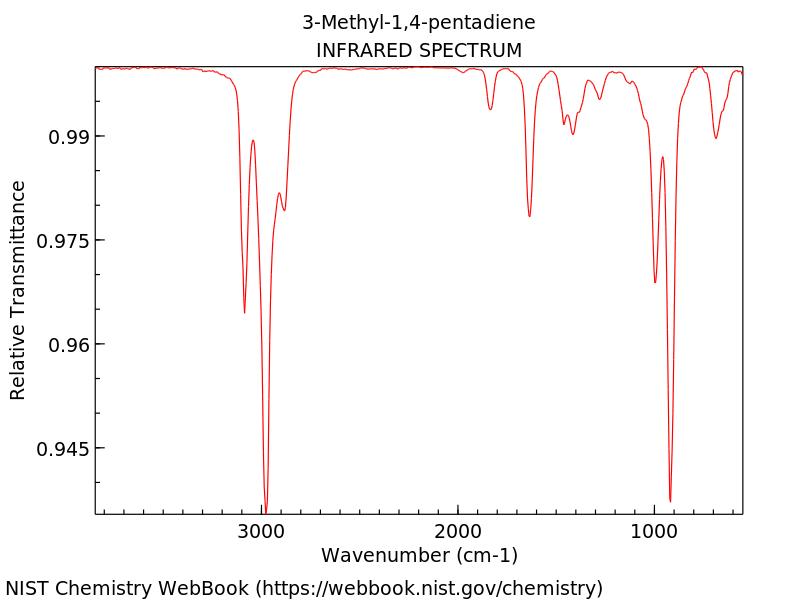 3-Methyl-1,4-pentadiene
INFRARED SPECTRUM
Relative Transmittance
0.99
0.975
0.96
0.945
3000 2000 1000
Wavenumber (cm-1)
NIST Chemistry WebBook (https://webbook.nist.gov/chemistry)